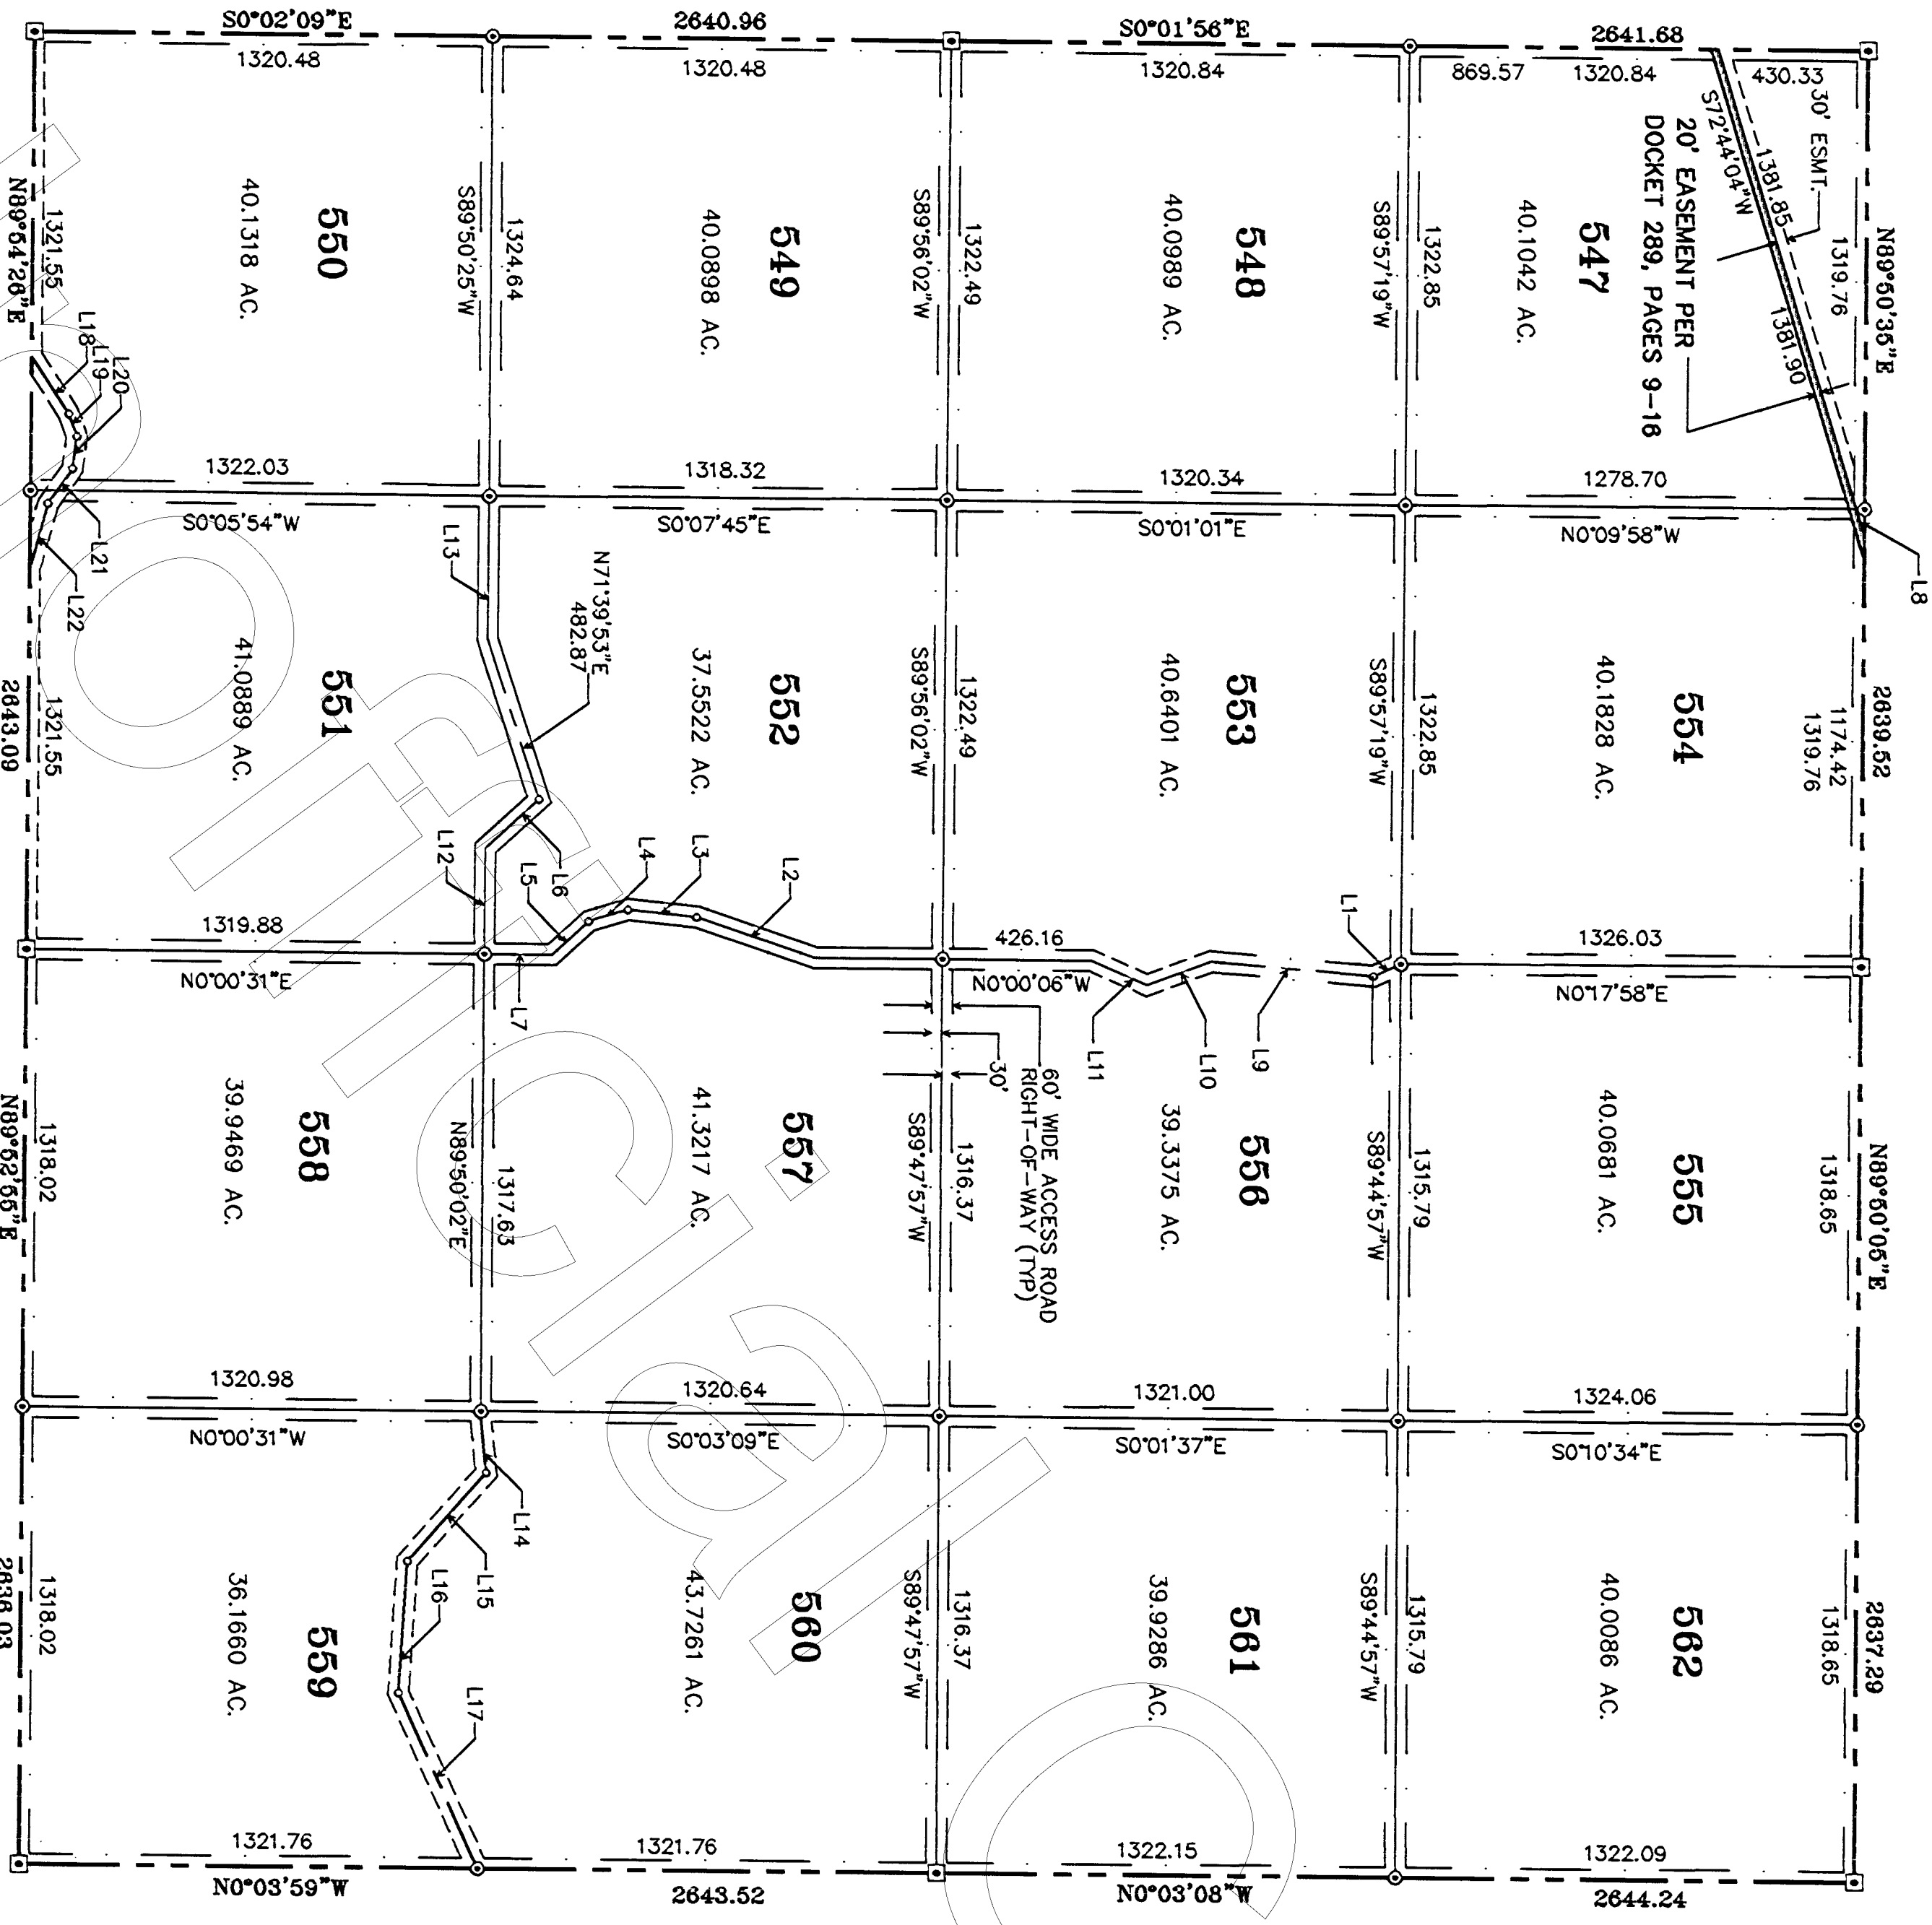 S0°02'09"E
2640.96
S0°01'56"E
2641.68
1320.48
1320.48
1320.84
869.57
1320.84
430.33
30' ESMT.
1381.85
S72°44'04"W
1381.90
20' EASEMENT PER
DOCKET 289, PAGES 9-18
N89°50'35"E
1319.76
547
40.1042 AC.
1322.85
S89°57'19"W
548
40.0989 AC.
1322.49
S89°56'02"W
549
40.0898 AC.
1324.64
S89°50'25"W
550
40.1318 AC.
1321.55
N89°54'26"E
L18
L19
L20
L21
L22
1322.03
S0°05'54"W
1318.32
S0°07'45"E
1320.34
S0°01'01"E
1278.70
N0°09'58"W
L8
2639.52
1174.42
1319.76
554
40.1828 AC.
1322.85
S89°57'19"W
553
40.6401 AC.
1322.49
S89°56'02"W
552
37.5522 AC.
N71°39'53"E
482.87
L13
551
41.0889 AC.
1321.55
2643.09
L12
L6
L5
L4
L3
L2
L1
L7
1319.88
N0°00'31"E
426.16
N0°00'06"W
1326.03
N0°17'58"E
L11
L10
L9
60' WIDE ACCESS ROAD
RIGHT-OF-WAY (TYP)
30'
N89°50'05"E
1318.65
555
40.0681 AC.
1315.79
S89°44'57"W
556
39.3375 AC.
1316.37
S89°47'57"W
557
41.3217 AC.
1317.63
N89°50'02"E
558
39.9469 AC.
1318.02
N89°52'55"E
1320.98
N0°00'31"W
1320.64
S0°03'09"E
1321.00
S0°01'37"E
1324.06
S0°10'34"E
2637.29
1318.65
562
40.0086 AC.
1315.79
S89°44'57"W
561
39.9286 AC.
1316.37
S89°47'57"W
560
43.7261 AC.
L14
L15
L16
L17
559
36.1660 AC.
1318.02
2636.03
1321.76
N0°03'59"W
1321.76
2643.52
1322.15
N0°03'08"W
1322.09
2644.24